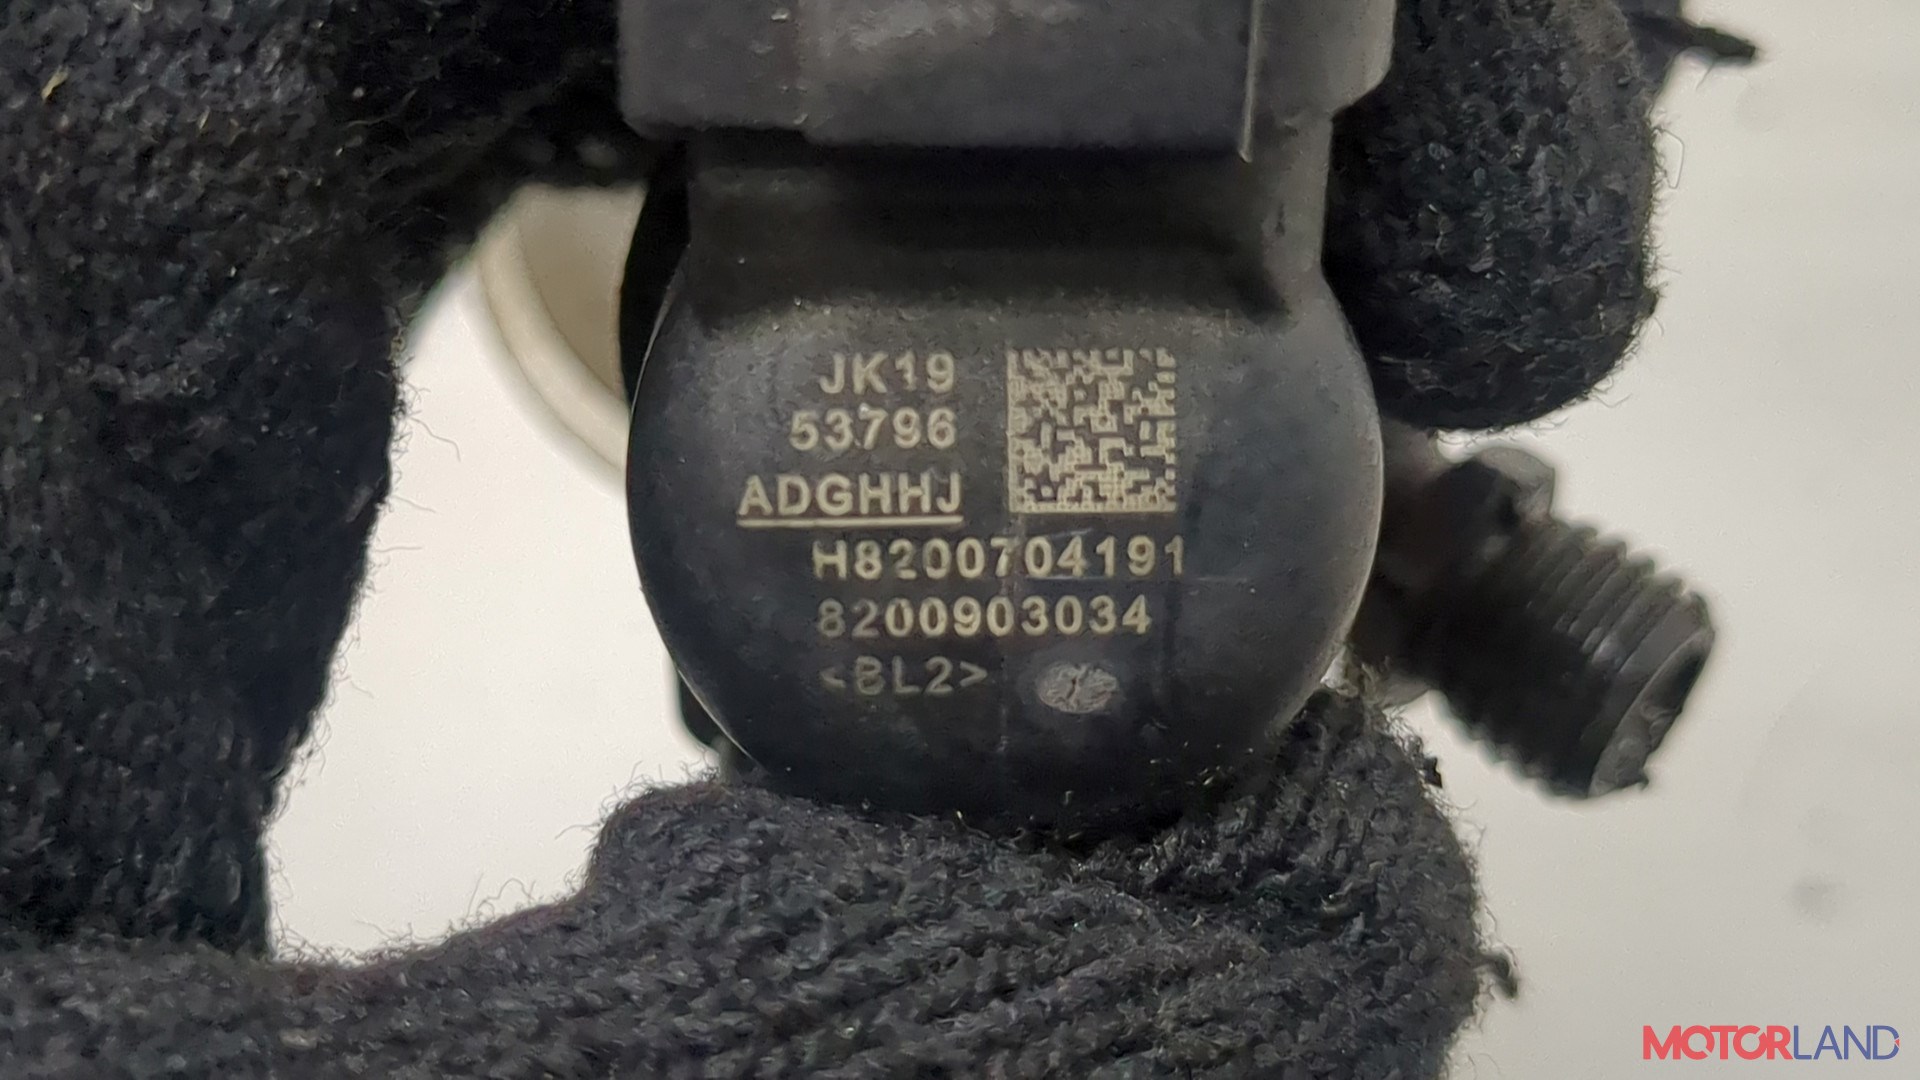 JK19
53796
ADGHHJ
H8200704191
8200903034
<BL2>
MOTORLAND